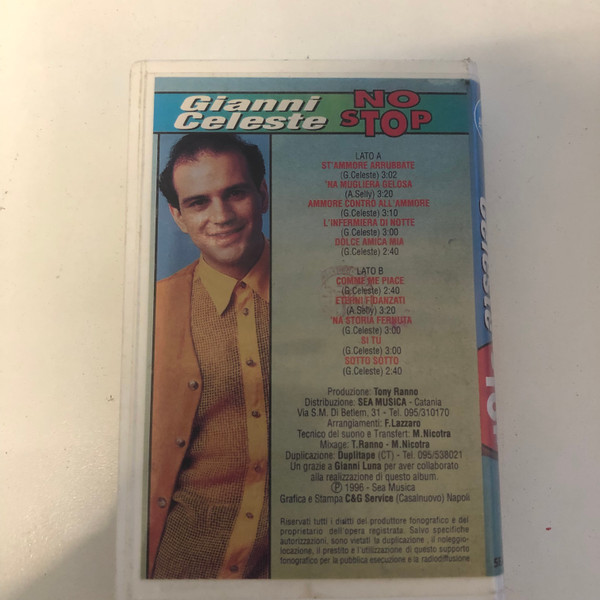 Gianni
Celeste
NO
STOP
LATO A
ST'AMMORE ARRUBBATE
(G.Celeste) 3:02
'NA MUGLIERA GELOSA
(A.Selly) 3:20
AMMORE CONTRO ALL'AMMORE
(G.Celeste) 3:10
L'INFERMIERA DI NOTTE
(G.Celeste) 3:00
DOLCE AMICA MIA
(G.Celeste) 2:40
LATO B
COMME ME PIACE
(G.Celeste) 2:40
ETERNI FIDANZATI
(A.Selly) 3:20
'NA STORIA FERNUTA
(G.Celeste) 3:00
SI TU
(G.Celeste) 3:00
SOTTO SOTTO
(G.Celeste) 2:40
Produzione: Tony Ranno
Distribuzione: SEA MUSICA - Catania
Via S.M. Di Betlem, 31 - Tel. 095/310170
Arrangiamenti: F.Lazzaro
Tecnico del suono e Transfert: M.Nicotra
Mixage: T.Ranno - M.Nicotra
Duplicazione: Duplitape (CT) - Tel. 095/538021
Un grazie a Gianni Luna per aver collaborato
alla realizzazione di questo album.
Ⓟ 1996 - Sea Musica
Grafica e Stampa C&G Service (Casalnuovo) Napoli
Riservati tutti i diritti del produttore fonografico e del
proprietario dell'opera registrata. Salvo specifiche
autorizzazioni, sono vietati la duplicazione, il noleggio-
locazione, il prestito e l'utilizzazione di questo supporto
fonografico per la pubblica esecuzione e la radiodiffusione
Celeste